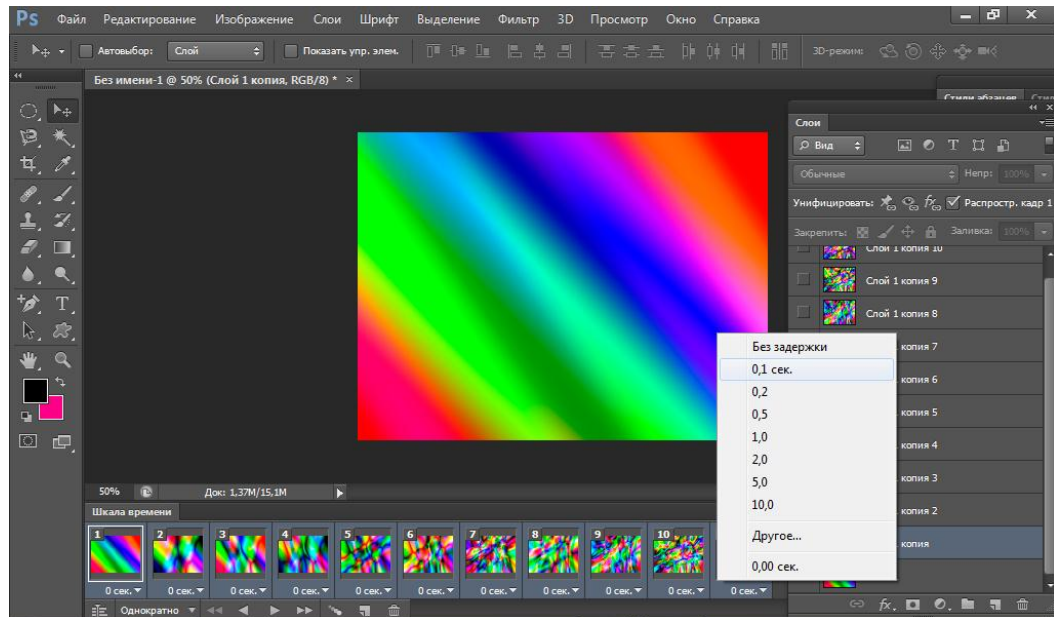 Ps Файл Редактирование Изображение Слои Шрифт Выделение Фильтр 3D Просмотр Окно Справка
Автовыбор: Слой Показать упр. элем. 3D-режим:
Без имени-1 @ 50% (Слой 1 копия, RGB/8) * ×
Стили абзацев
Слои
Вид
Обычные Непр: 100%
Унифицировать: Распростр. кадр 1
Закрепить: Заливка: 100%
Слой 1 копия 10
Слой 1 копия 9
Слой 1 копия 8
копия 7
копия 6
копия 5
копия 4
копия 3
копия 2
копия
Без задержки
0,1 сек.
0,2
0,5
1,0
2,0
5,0
10,0
Другое...
0,00 сек.
50% Док: 1,37M/15,1M
Шкала времени
1 2 3 4 5 6 7 8 9 10
0 сек. 0 сек. 0 сек. 0 сек. 0 сек. 0 сек. 0 сек. 0 сек. 0 сек. 0 сек. 0 сек.
Однократно
fx